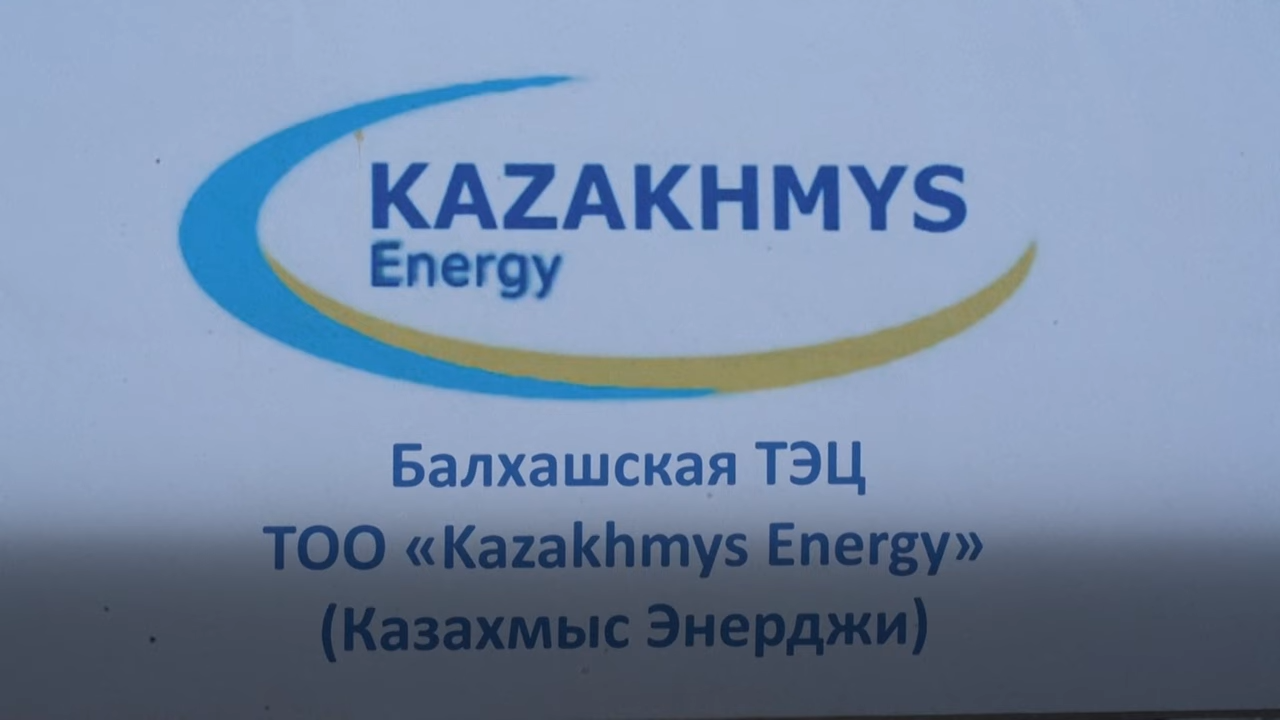 KAZAKHMYS
Energy
Балхашская ТЭЦ
ТОО «Kazakhmys Energy»
(Казахмыс Энерджи)